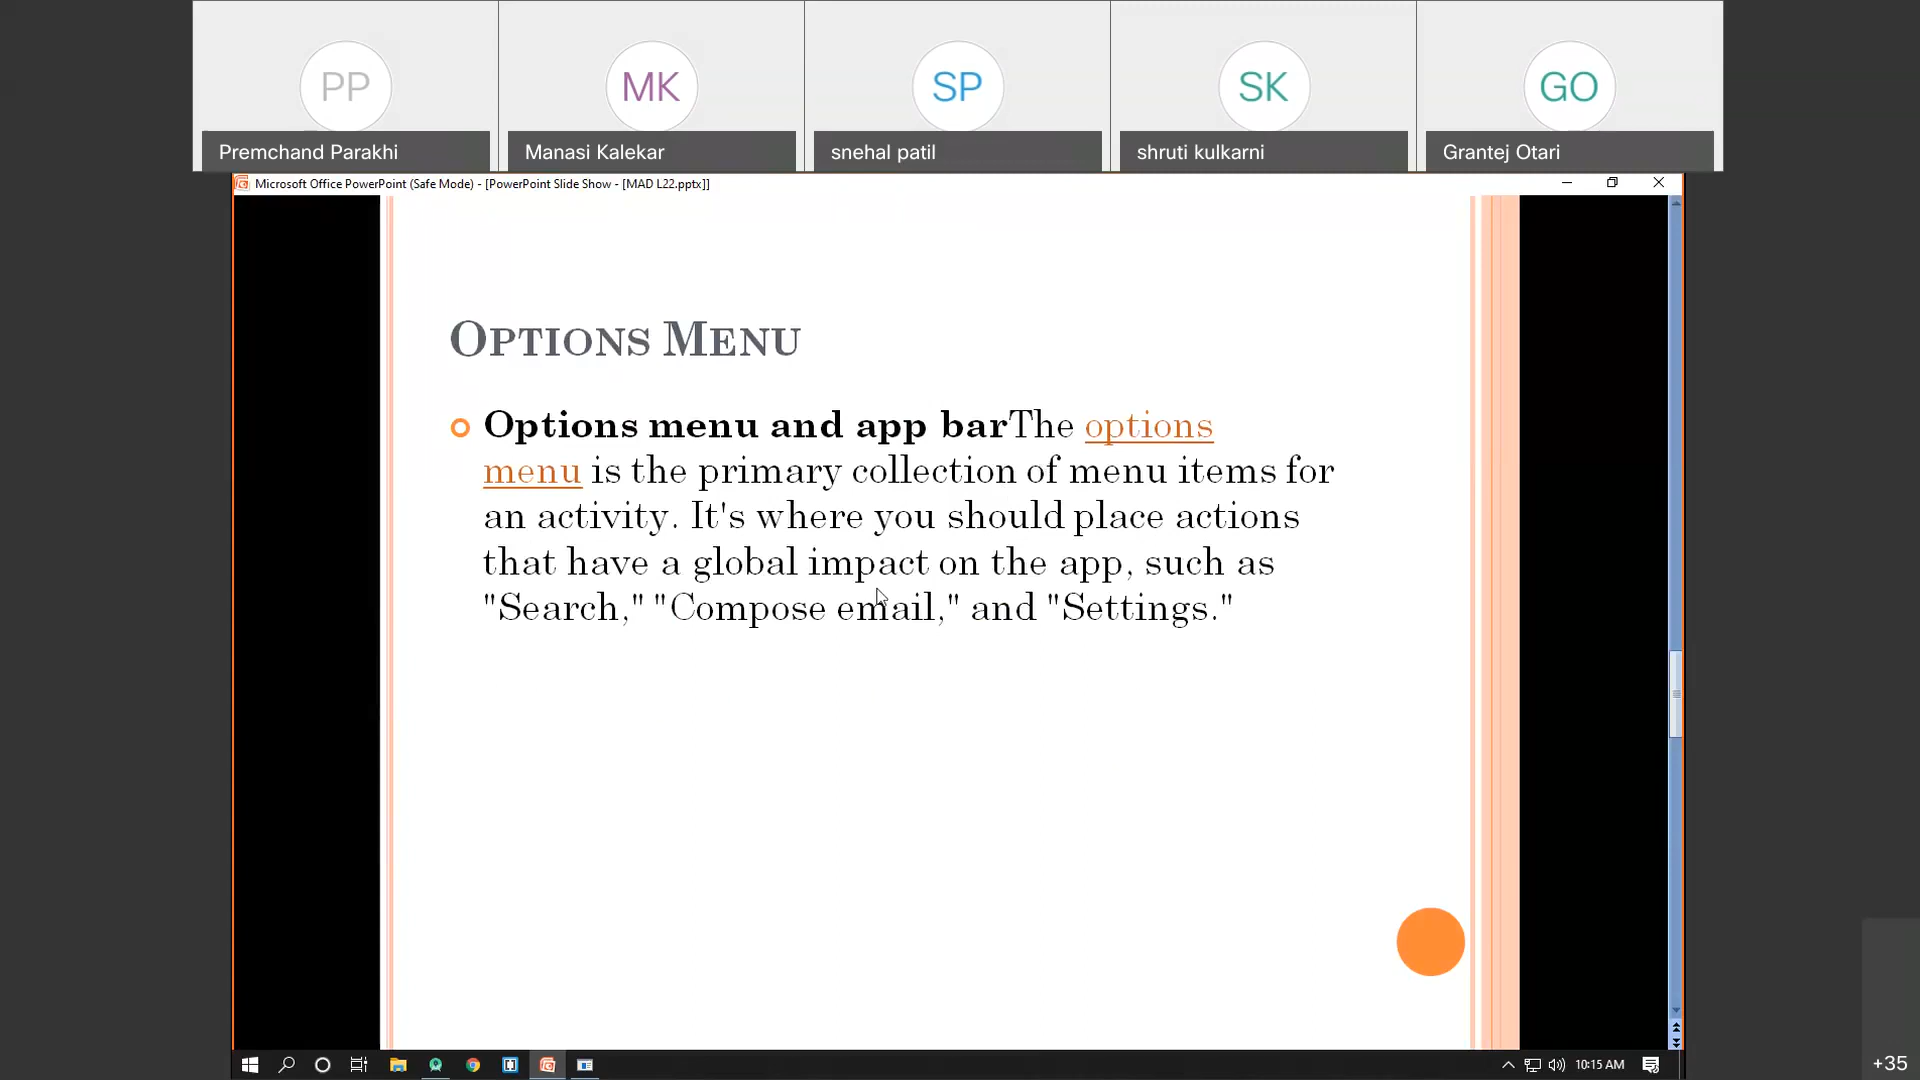 PP MK SP SK GO
Premchand Parakhi Manasi Kalekar snehal patil shruti kulkarni Grantej Otari
Microsoft Office PowerPoint (Safe Mode) - [PowerPoint Slide Show - [MAD L22.pptx]]
OPTIONS MENU
Options menu and app barThe options
menu is the primary collection of menu items for
an activity. It's where you should place actions
that have a global impact on the app, such as
"Search," "Compose email," and "Settings."
10:15 AM
+35